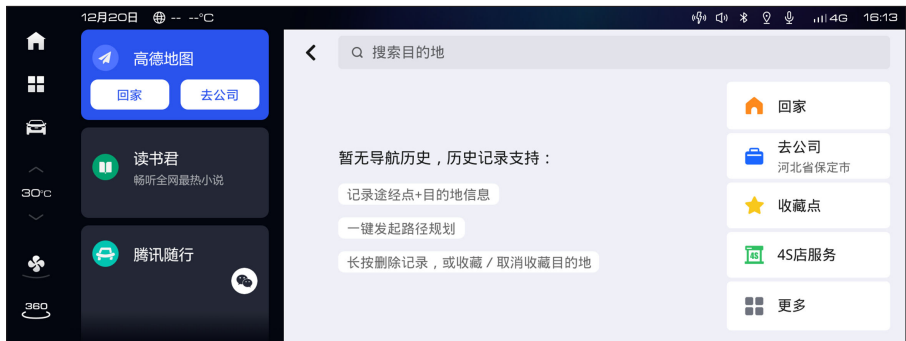 12月20日 -- --°C
4G 16:13
高德地图
回家 去公司
读书君
畅听全网最热小说
腾讯随行
30°C
360
搜索目的地
暂无导航历史，历史记录支持：
记录途经点+目的地信息
一键发起路径规划
长按删除记录，或收藏/取消收藏目的地
回家
去公司
河北省保定市
收藏点
4S
4S店服务
更多